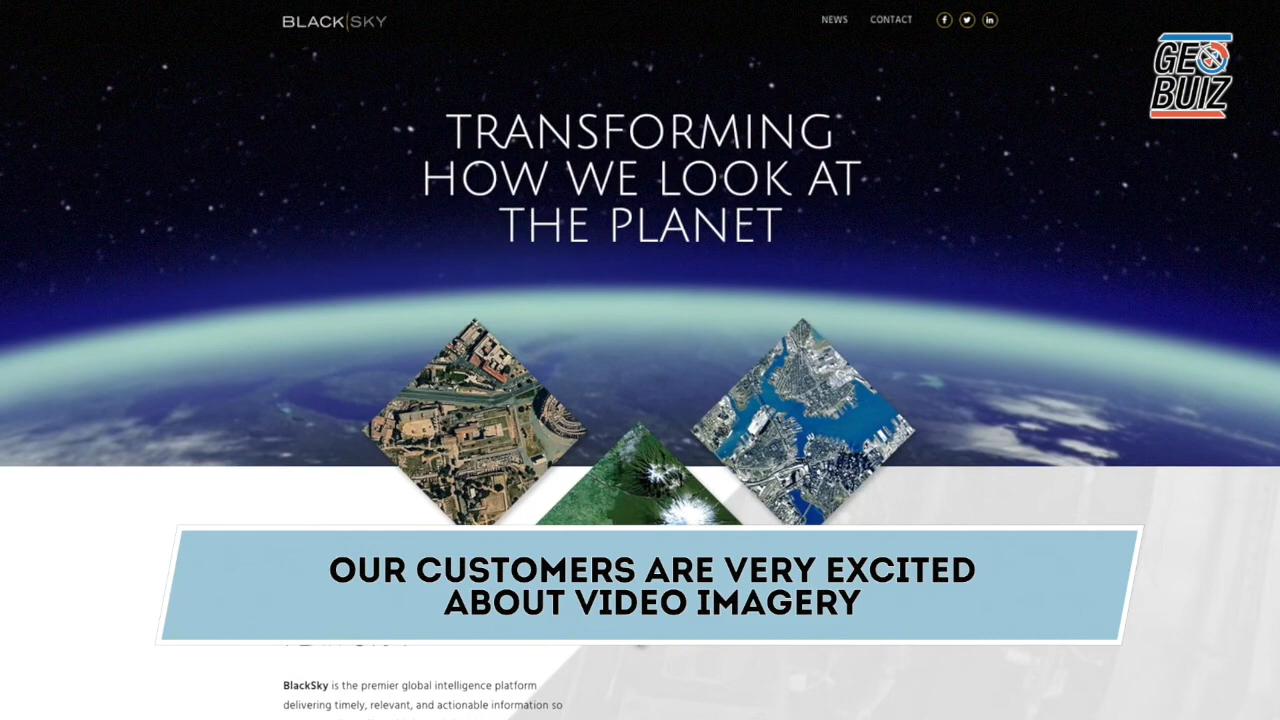 BLACK SKY
NEWS CONTACT
GEO
BUIZ
TRANSFORMING
HOW WE LOOK AT
THE PLANET
OUR CUSTOMERS ARE VERY EXCITED
ABOUT VIDEO IMAGERY
BlackSky is the premier global intelligence platform
delivering timely, relevant, and actionable information so